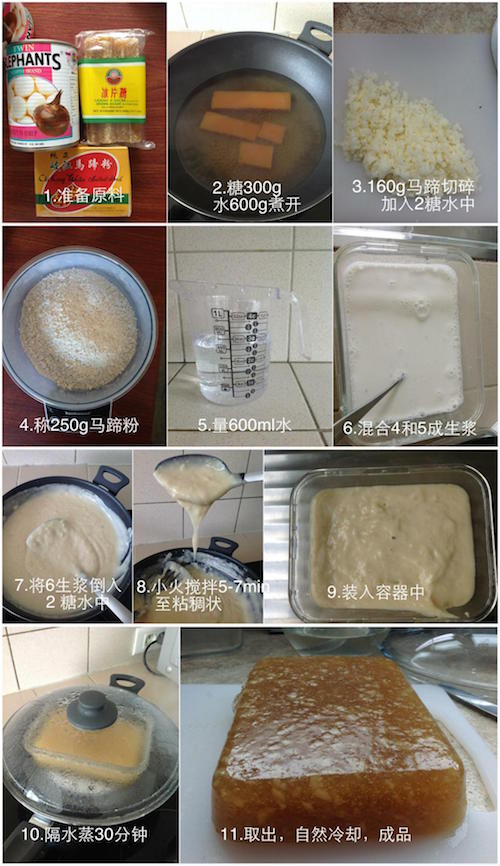 TWIN
ELEPHANTS
冰片糖
馬蹄粉
1.准备原料
2.糖300g
水600g煮开
3.160g马蹄切碎
加入2糖水中
4.称250g马蹄粉
1L
5.量600ml水
6.混合4和5成生浆
7.将6生浆倒入
2 糖水中
8.小火搅拌5-7min
至粘稠状
9.装入容器中
10.隔水蒸30分钟
11.取出，自然冷却，成品